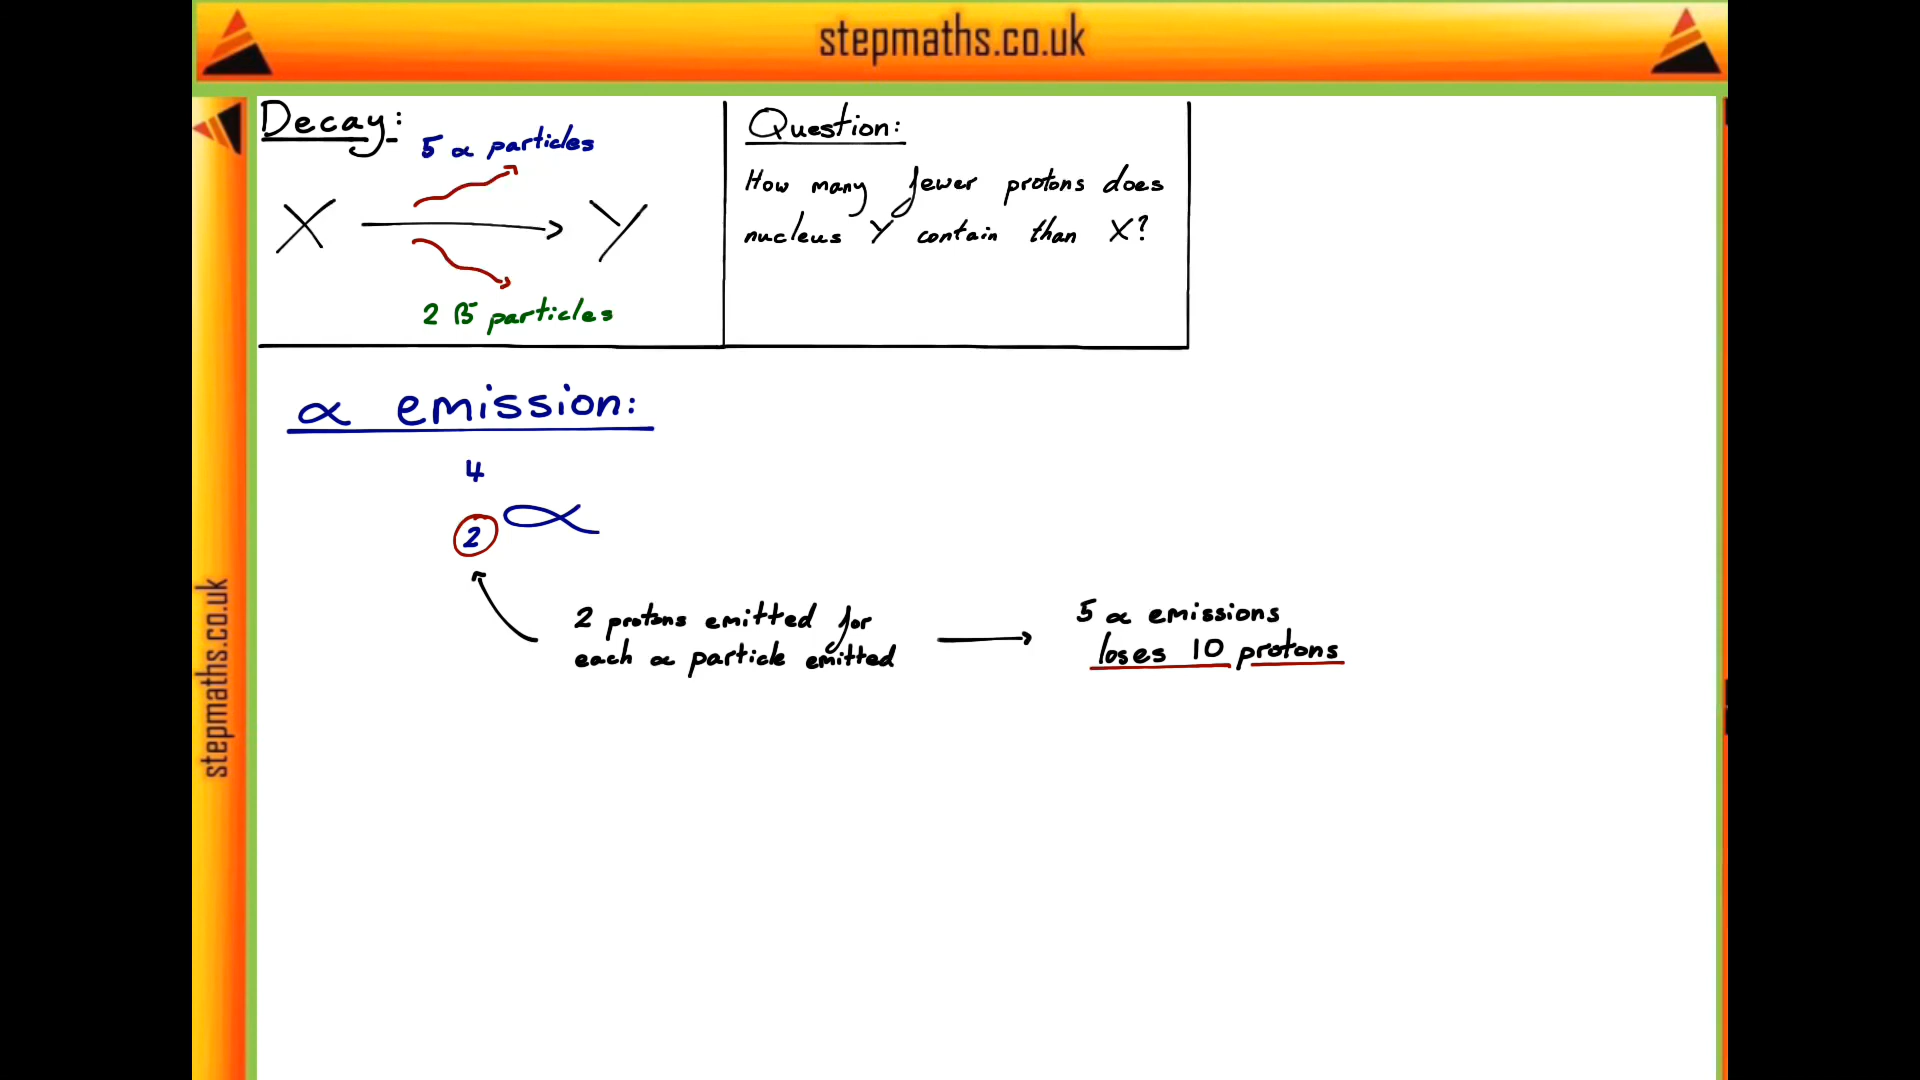 stepmaths.co.uk
stepmaths.co.uk
Decay:
5 α particles
X → Y
2 β⁻ particles
Question:
How many fewer protons does
nucleus Y contain than X?
α emission:
4
2 α
2 protons emitted for
each α particle emitted
→
5 α emissions
loses 10 protons